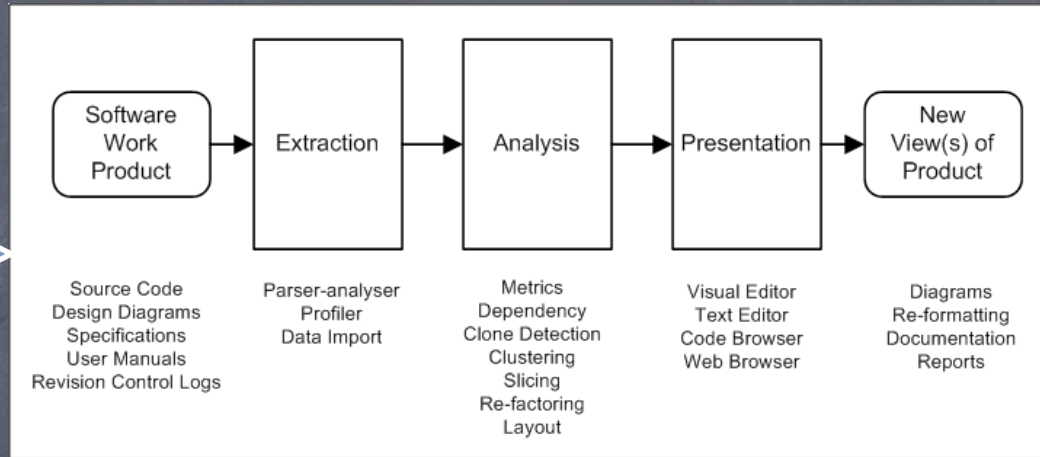 Software
Work
Product
Extraction
Analysis
Presentation
New
View(s) of
Product
Source Code
Design Diagrams
Specifications
User Manuals
Revision Control Logs
Parser-analyser
Profiler
Data Import
Metrics
Dependency
Clone Detection
Clustering
Slicing
Re-factoring
Layout
Visual Editor
Text Editor
Code Browser
Web Browser
Diagrams
Re-formatting
Documentation
Reports